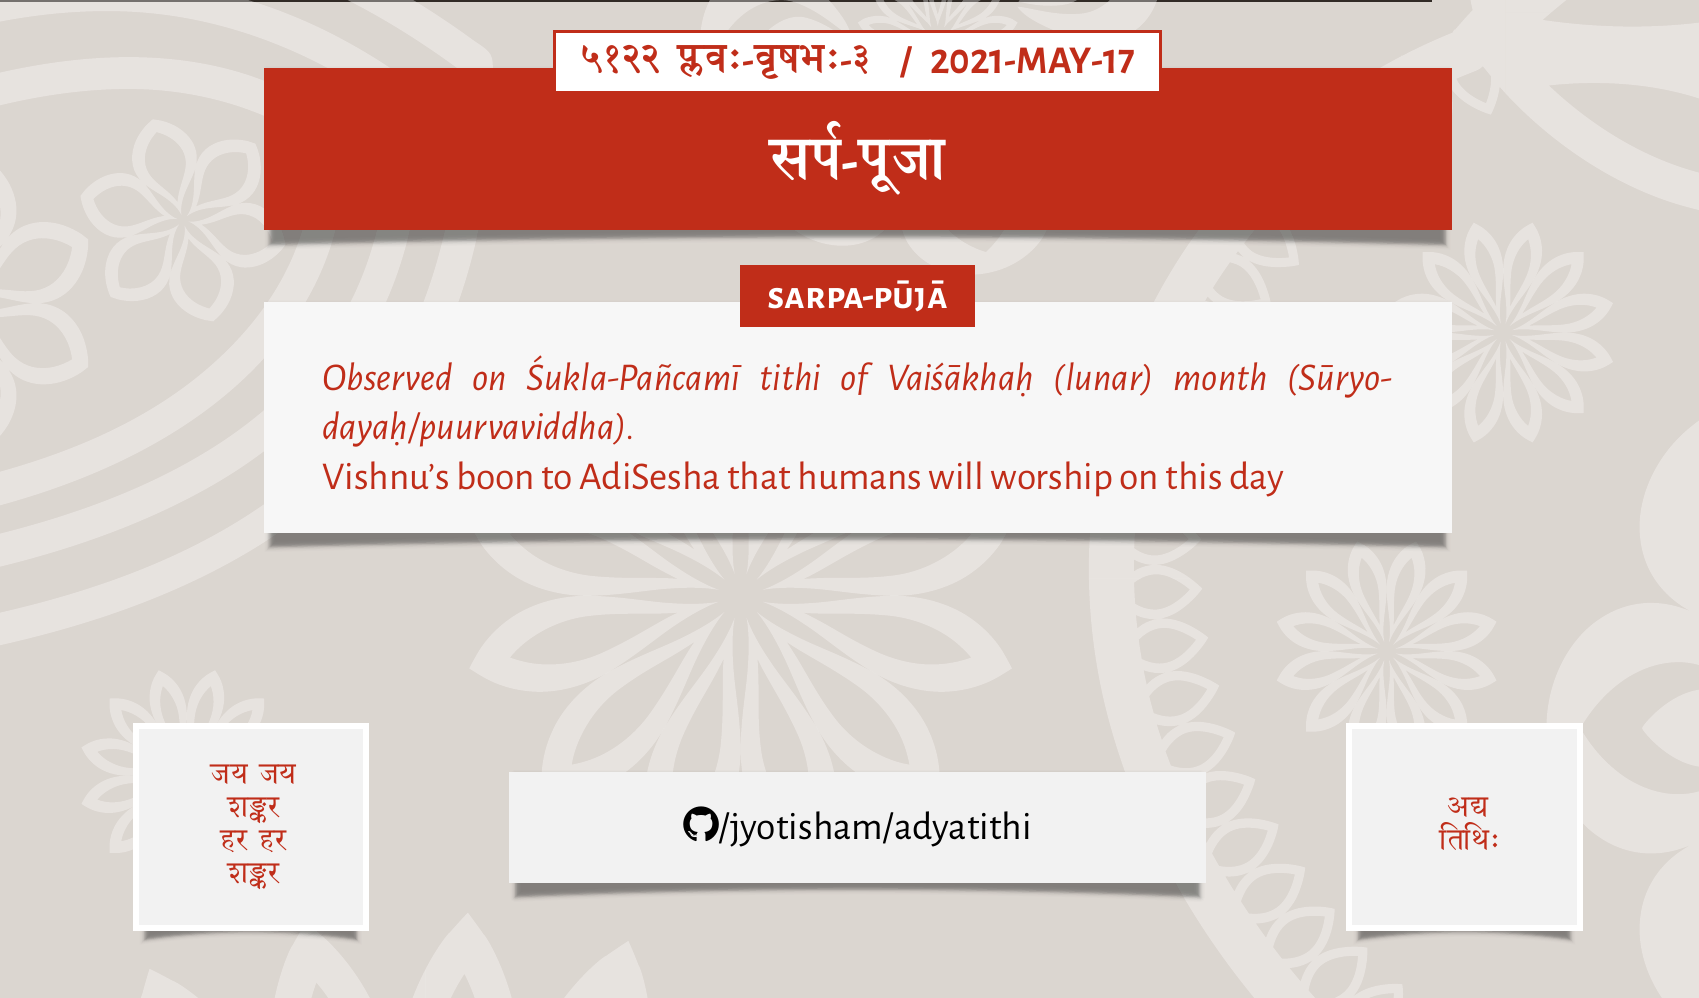 ५१२२ प्लवः-वृषभः-३ / 2021-MAY-17
सर्प-पूजा
SARPA-PŪJĀ
Observed on Śukla-Pañcamī tithi of Vaiśākhaḥ (lunar) month (Sūryo-
dayaḥ/puurvaviddha).
Vishnu’s boon to AdiSesha that humans will worship on this day
जय जय
शङ्कर
हर हर
शङ्कर
/jyotisham/adyatithi
अद्य
तिथिः